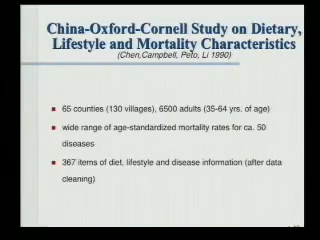 China-Oxford-Cornell Study on Dietary,
Lifestyle and Mortality Characteristics
(Chen,Campbell, Peto, Li 1990)
65 counties (130 villages), 6500 adults (35-64 yrs. of age)
wide range of age-standardized mortality rates for ca. 50
diseases
367 items of diet, lifestyle and disease information (after data
cleaning)